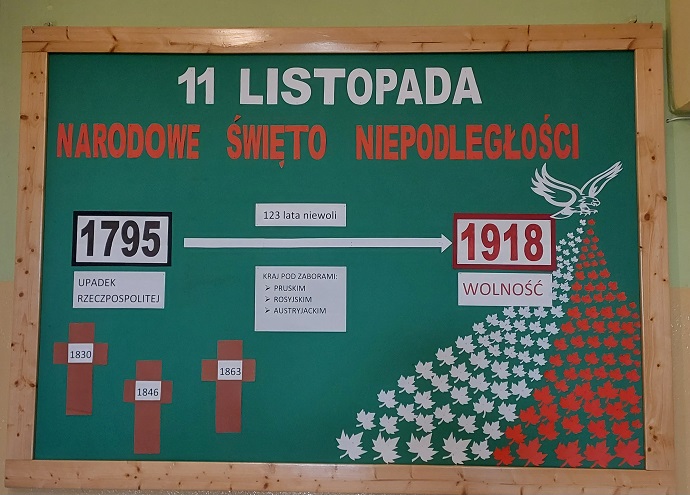 11 LISTOPADA
NARODOWE ŚWIĘTO NIEPODLEGŁOŚCI
123 lata niewoli
1795
1918
UPADEK
RZECZPOSPOLITEJ
KRAJ POD ZABORAMI:
➢ PRUSKIM
➢ ROSYJSKIM
➢ AUSTRYJACKIM
WOLNOŚĆ
1830
1846
1863